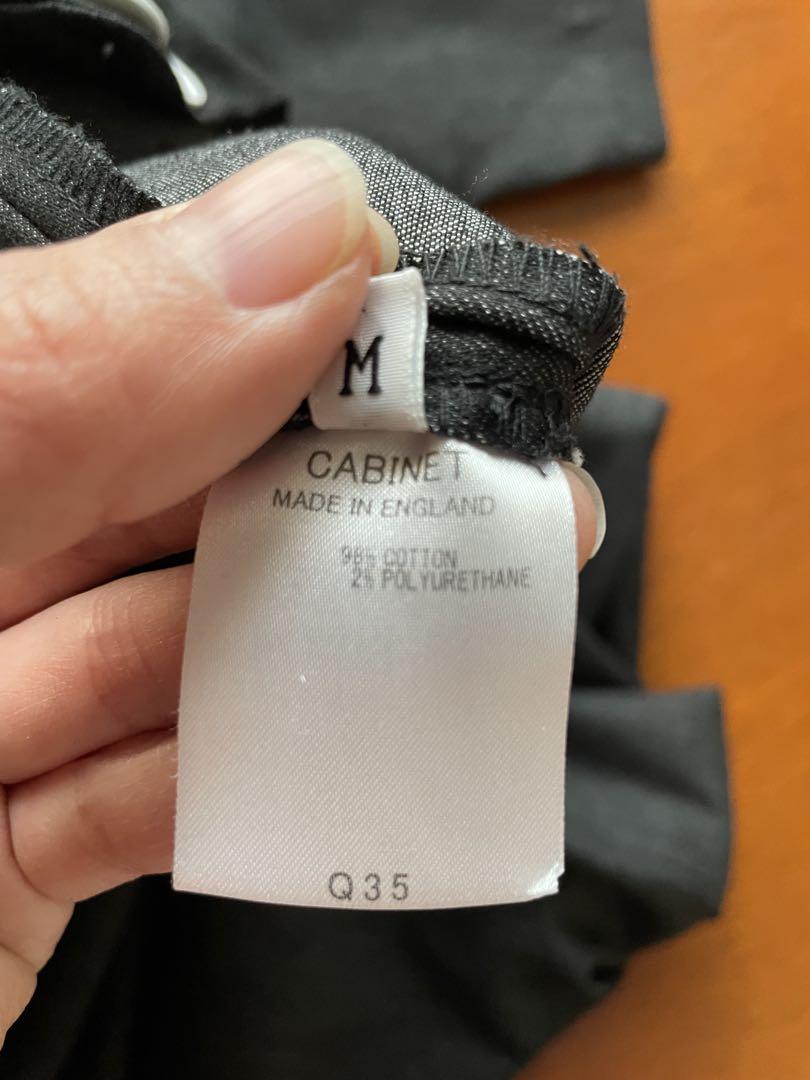 M
CABINET
MADE IN ENGLAND
98% COTTON
2% POLYURETHANE
Q35